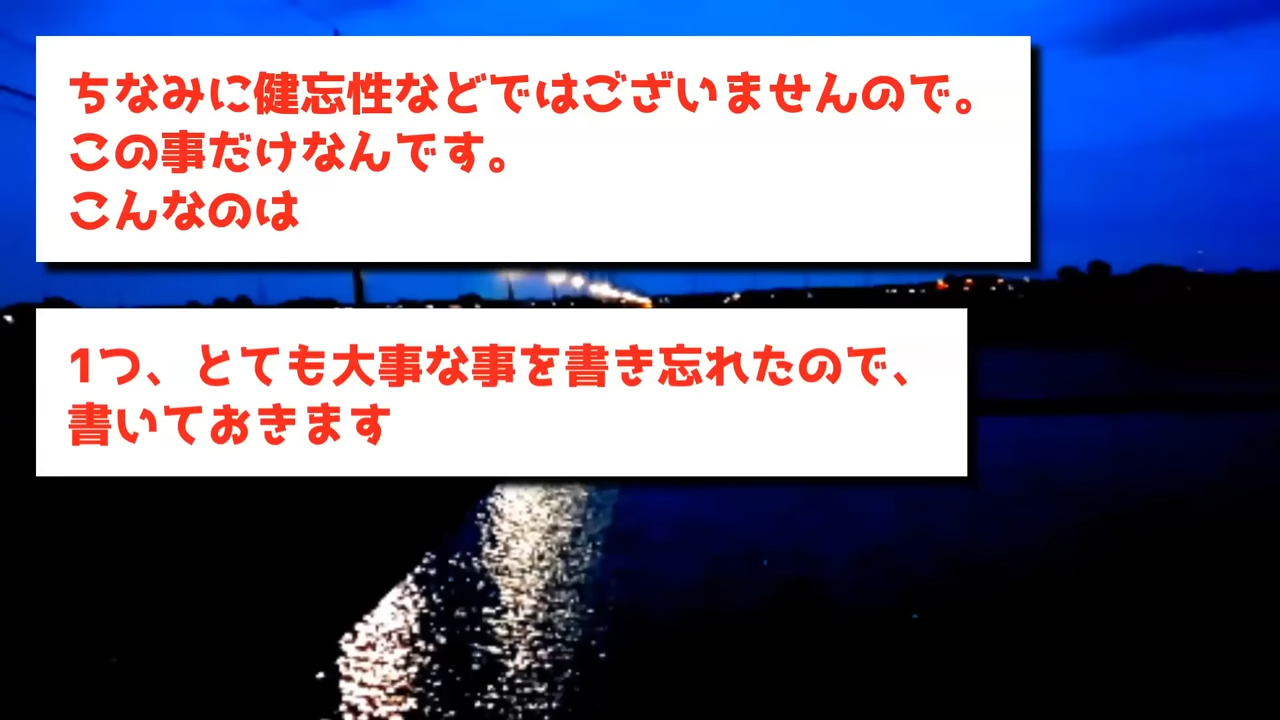 ちなみに健忘性などではございませんので。
この事だけなんです。
こんなのは
1つ、とても大事な事を書き忘れたので、
書いておきます